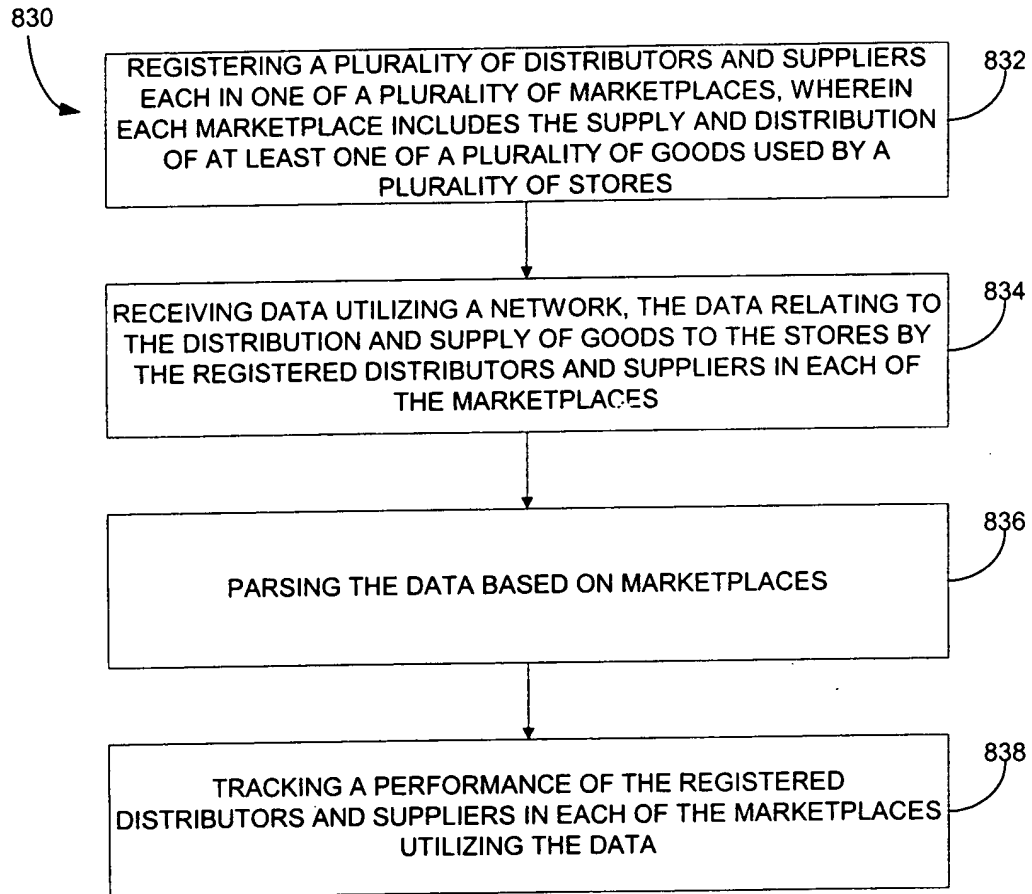 830
REGISTERING A PLURALITY OF DISTRIBUTORS AND SUPPLIERS
EACH IN ONE OF A PLURALITY OF MARKETPLACES, WHEREIN
EACH MARKETPLACE INCLUDES THE SUPPLY AND DISTRIBUTION
OF AT LEAST ONE OF A PLURALITY OF GOODS USED BY A
PLURALITY OF STORES
832
RECEIVING DATA UTILIZING A NETWORK, THE DATA RELATING TO
THE DISTRIBUTION AND SUPPLY OF GOODS TO THE STORES BY
THE REGISTERED DISTRIBUTORS AND SUPPLIERS IN EACH OF
THE MARKETPLACES
834
PARSING THE DATA BASED ON MARKETPLACES
836
TRACKING A PERFORMANCE OF THE REGISTERED
DISTRIBUTORS AND SUPPLIERS IN EACH OF THE MARKETPLACES
UTILIZING THE DATA
838